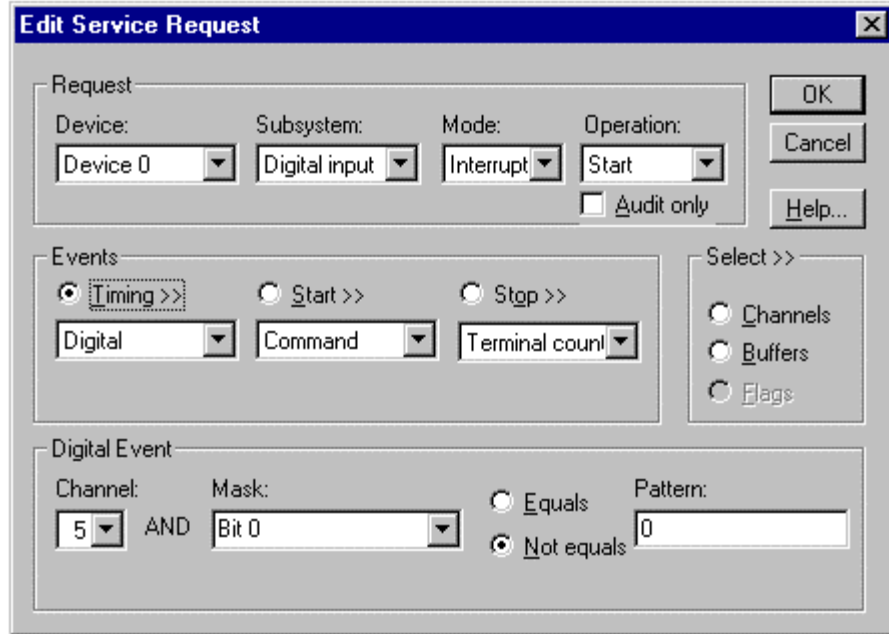 Edit Service Request
Request
OK
Device: Subsystem: Mode: Operation:
Cancel
Device 0 Digital input Interrupt Start
Audit only
Help...
Events
Select >>
Timing >> Start >> Stop >>
Channels
Digital Command Terminal count
Buffers
Flags
Digital Event
Channel: Mask: Pattern:
Equals
5 AND Bit 0 0
Not equals